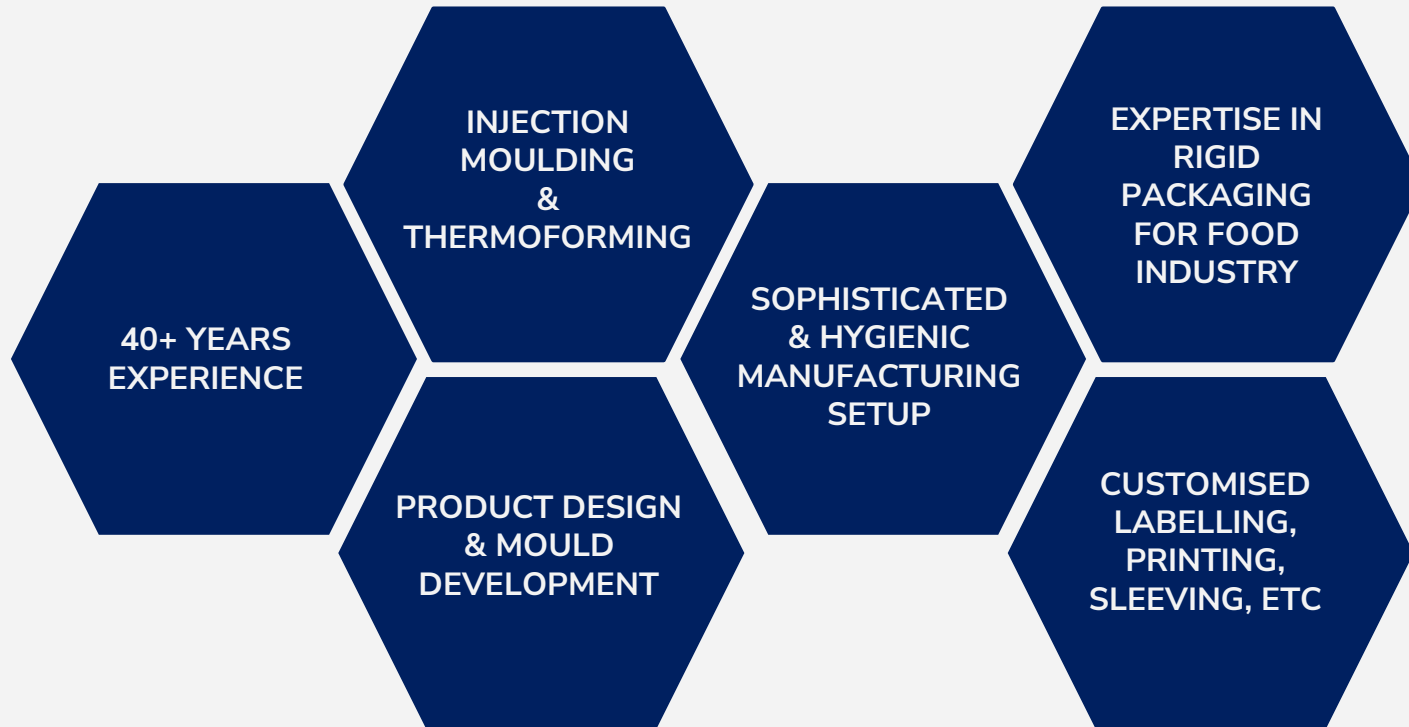 40+ YEARS
EXPERIENCE
INJECTION
MOULDING
&
THERMOFORMING
PRODUCT DESIGN
& MOULD
DEVELOPMENT
SOPHISTICATED
& HYGIENIC
MANUFACTURING
SETUP
EXPERTISE IN
RIGID
PACKAGING
FOR FOOD
INDUSTRY
CUSTOMISED
LABELLING,
PRINTING,
SLEEVING, ETC